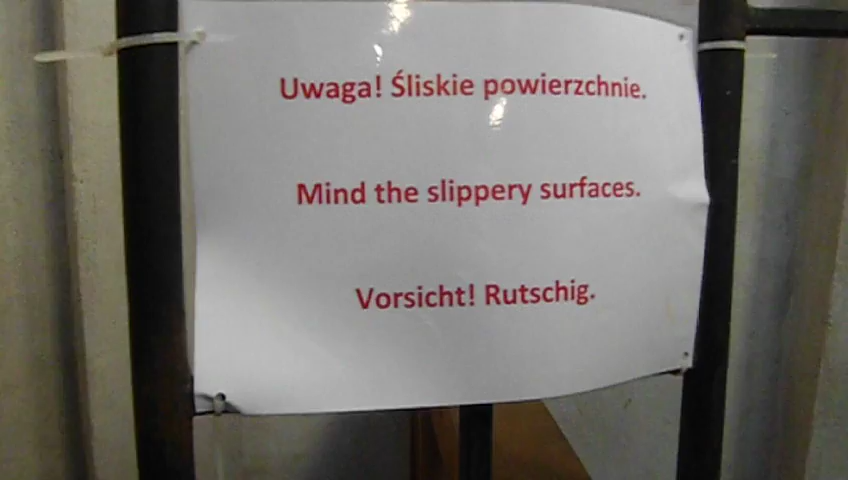 Uwaga! Śliskie powierzchnie.
Mind the slippery surfaces.
Vorsicht! Rutschig.